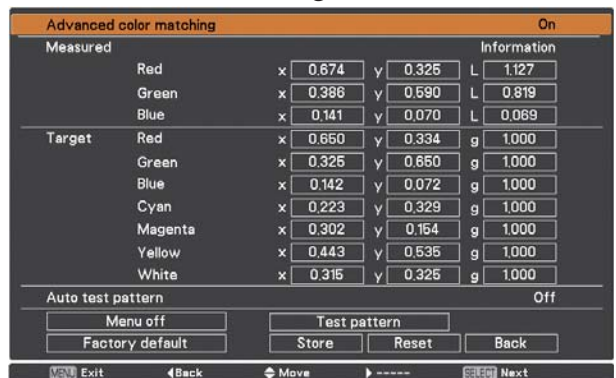 Advanced color matching On
Measured Information
Red x 0.674 y 0.325 L 1.127
Green x 0.386 y 0.590 L 0.819
Blue x 0.141 y 0.070 L 0.069
Target Red x 0.650 y 0.334 g 1.000
Green x 0.325 y 0.650 g 1.000
Blue x 0.142 y 0.072 g 1.000
Cyan x 0.223 y 0.329 g 1.000
Magenta x 0.302 y 0.154 g 1.000
Yellow x 0.443 y 0.535 g 1.000
White x 0.315 y 0.325 g 1.000
Auto test pattern Off
Menu off Test pattern
Factory default Store Reset Back
MENU Exit Back Move ----- SELECT Next